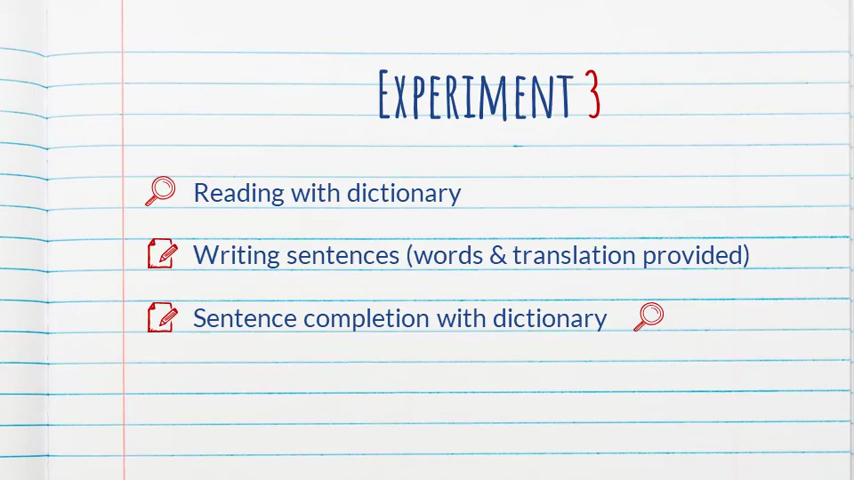 Experiment 3
Reading with dictionary
Writing sentences (words & translation provided)
Sentence completion with dictionary